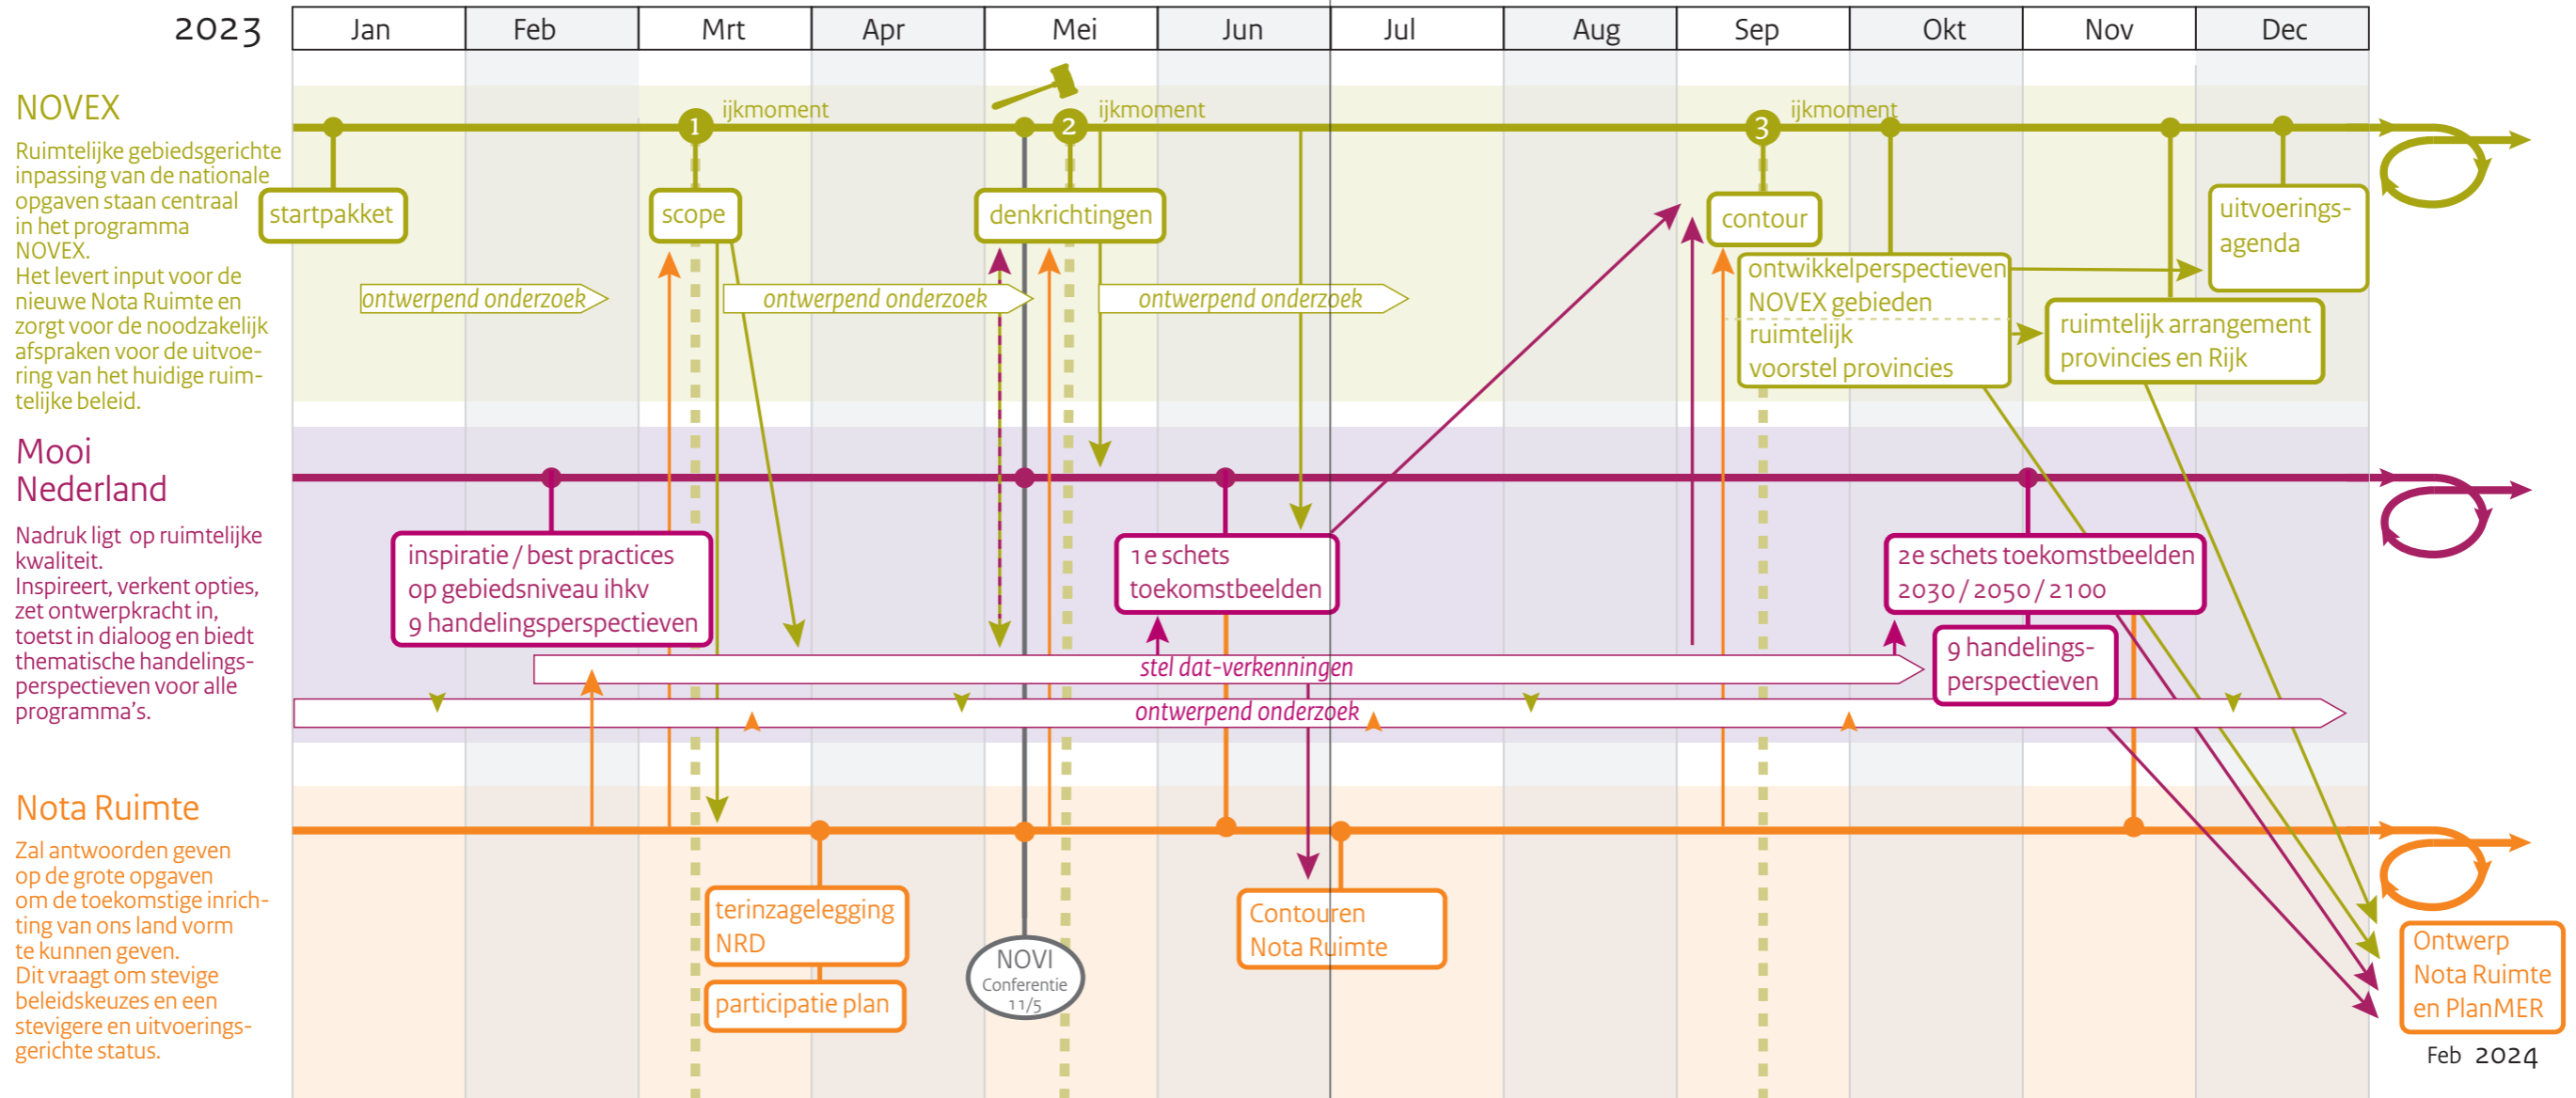 2023
Jan
Feb
Mrt
Apr
Mei
Jun
Jul
Aug
Sep
Okt
Nov
Dec
NOVEX
Ruimtelijke gebiedsgerichte
inpassing van de nationale
opgaven staan centraal
in het programma
NOVEX.
Het levert input voor de
nieuwe Nota Ruimte en
zorgt voor de noodzakelijk
afspraken voor de uitvoe-
ring van het huidige ruim-
telijke beleid.
1
ijkmoment
2
ijkmoment
3
ijkmoment
startpakket
scope
denkrichtingen
contour
uitvoerings-
agenda
ontwerpend onderzoek
ontwerpend onderzoek
ontwerpend onderzoek
ontwikkelperspectieven
NOVEX gebieden
ruimtelijk
voorstel provincies
ruimtelijk arrangement
provincies en Rijk
Mooi
Nederland
Nadruk ligt op ruimtelijke
kwaliteit.
Inspireert, verkent opties,
zet ontwerpkracht in,
toetst in dialoog en biedt
thematische handelings-
perspectieven voor alle
programma's.
inspiratie / best practices
op gebiedsniveau ihkv
9 handelingsperspectieven
1e schets
toekomstbeelden
2e schets toekomstbeelden
2030 / 2050 / 2100
9 handelings-
perspectieven
stel dat-verkenningen
ontwerpend onderzoek
Nota Ruimte
Zal antwoorden geven
op de grote opgaven
om de toekomstige inrich-
ting van ons land vorm
te kunnen geven.
Dit vraagt om stevige
beleidskeuzes en een
stevigere en uitvoerings-
gerichte status.
terinzagelegging
NRD
participatie plan
NOVI
Conferentie
11/5
Contouren
Nota Ruimte
Ontwerp
Nota Ruimte
en PlanMER
Feb 2024